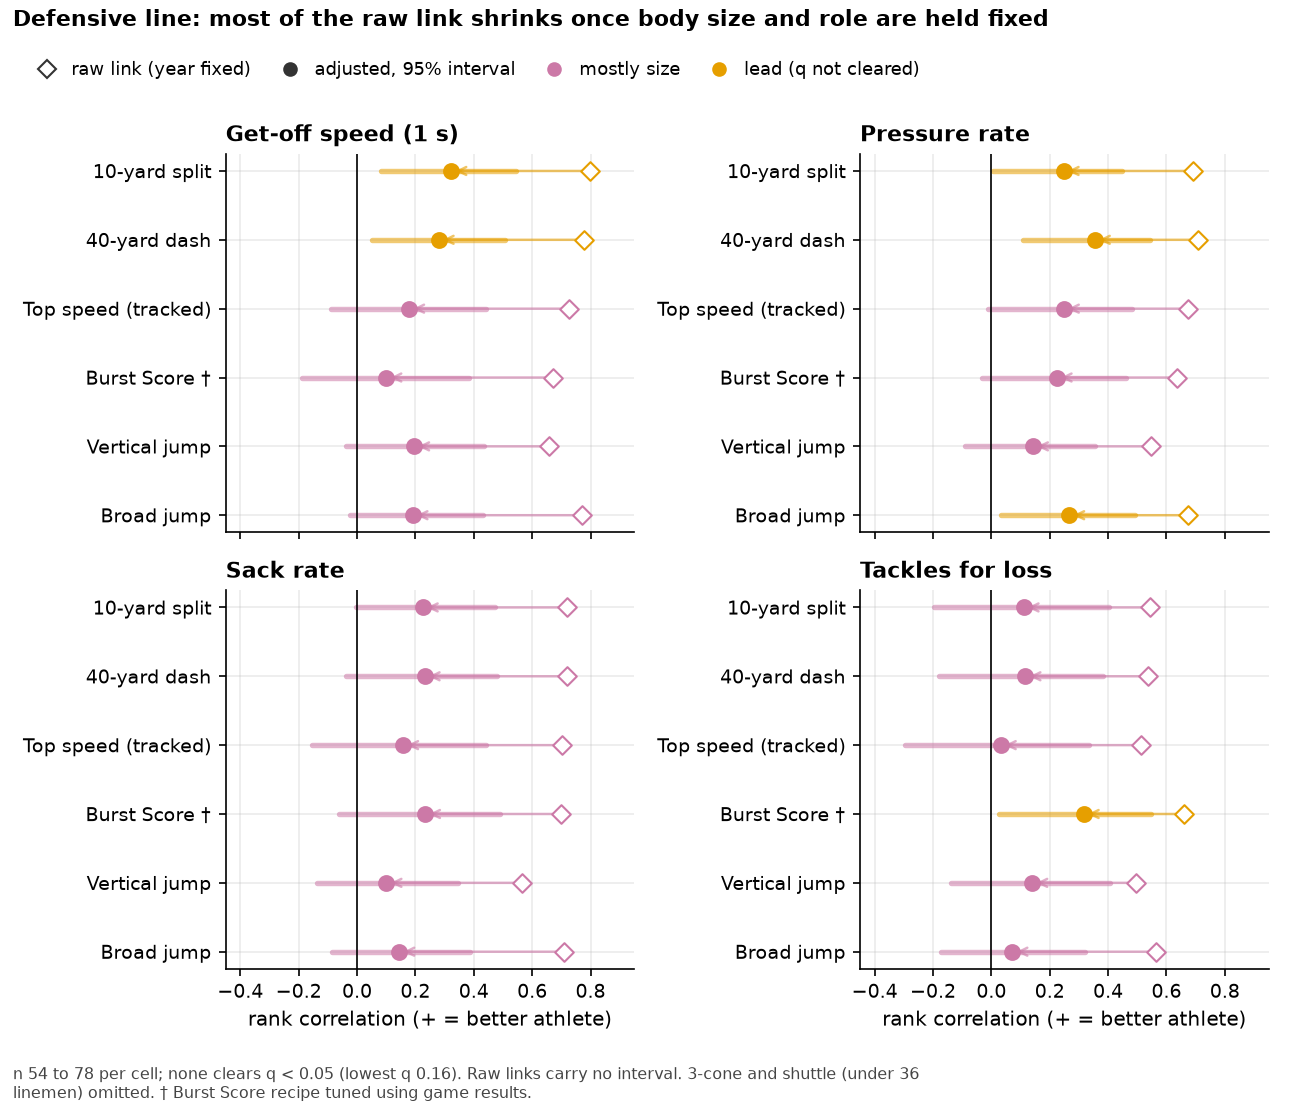 Defensive line: most of the raw link shrinks once body size and role are held fixed
raw link (year fixed)
adjusted, 95% interval
mostly size
lead (q not cleared)
Get-off speed (1 s)
10-yard split
40-yard dash
Top speed (tracked)
Burst Score †
Vertical jump
Broad jump
Pressure rate
10-yard split
40-yard dash
Top speed (tracked)
Burst Score †
Vertical jump
Broad jump
Sack rate
10-yard split
40-yard dash
Top speed (tracked)
Burst Score †
Vertical jump
Broad jump
−0.4 −0.2 0.0 0.2 0.4 0.6 0.8
rank correlation (+ = better athlete)
Tackles for loss
10-yard split
40-yard dash
Top speed (tracked)
Burst Score †
Vertical jump
Broad jump
−0.4 −0.2 0.0 0.2 0.4 0.6 0.8
rank correlation (+ = better athlete)
n 54 to 78 per cell; none clears q < 0.05 (lowest q 0.16). Raw links carry no interval. 3-cone and shuttle (under 36
linemen) omitted. † Burst Score recipe tuned using game results.